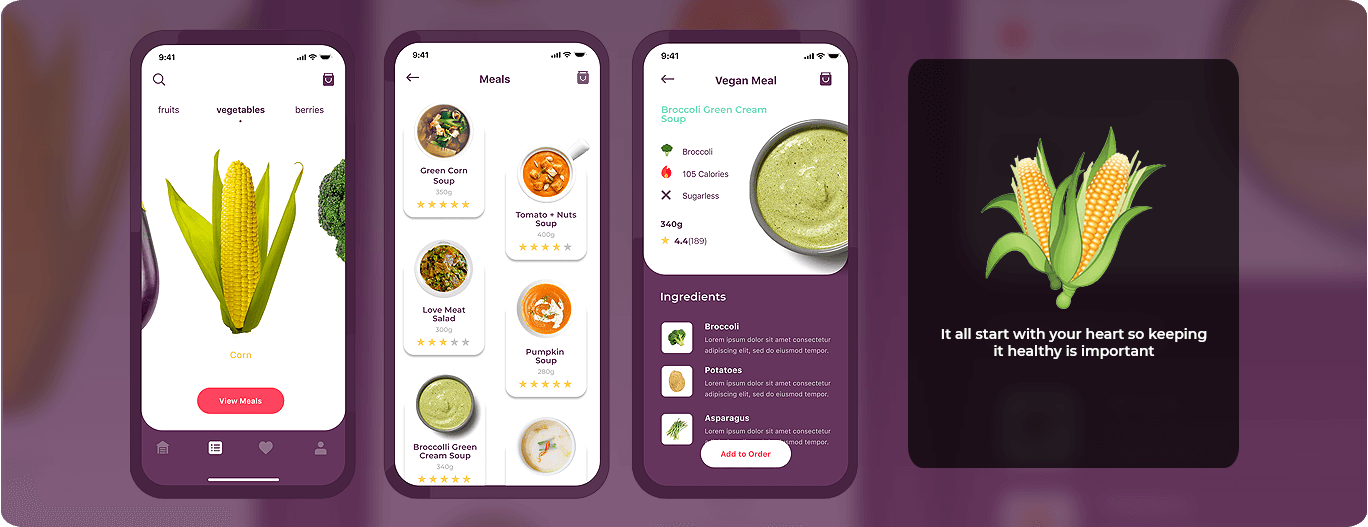 9:41
fruits
vegetables
berries
Corn
View Meals
9:41
Meals
Green Corn
Soup
350g
Tomato + Nuts
Soup
400g
Love Meat
Salad
300g
Pumpkin
Soup
280g
Broccolli Green
Cream Soup
340g
9:41
Vegan Meal
Broccoli Green Cream
Soup
Broccoli
105 Calories
Sugarless
340g
4.4(189)
Ingredients
Broccoli
Lorem ipsum dolor sit amet consectetur
adipiscing elit, sed do eiusmod tempor.
Potatoes
Lorem ipsum dolor sit amet consectetur
adipiscing elit, sed do eiusmod tempor.
Asparagus
Lorem ipsum dolor sit amet consectetur
tempor.
Add to Order
It all start with your heart so keeping
it healthy is important